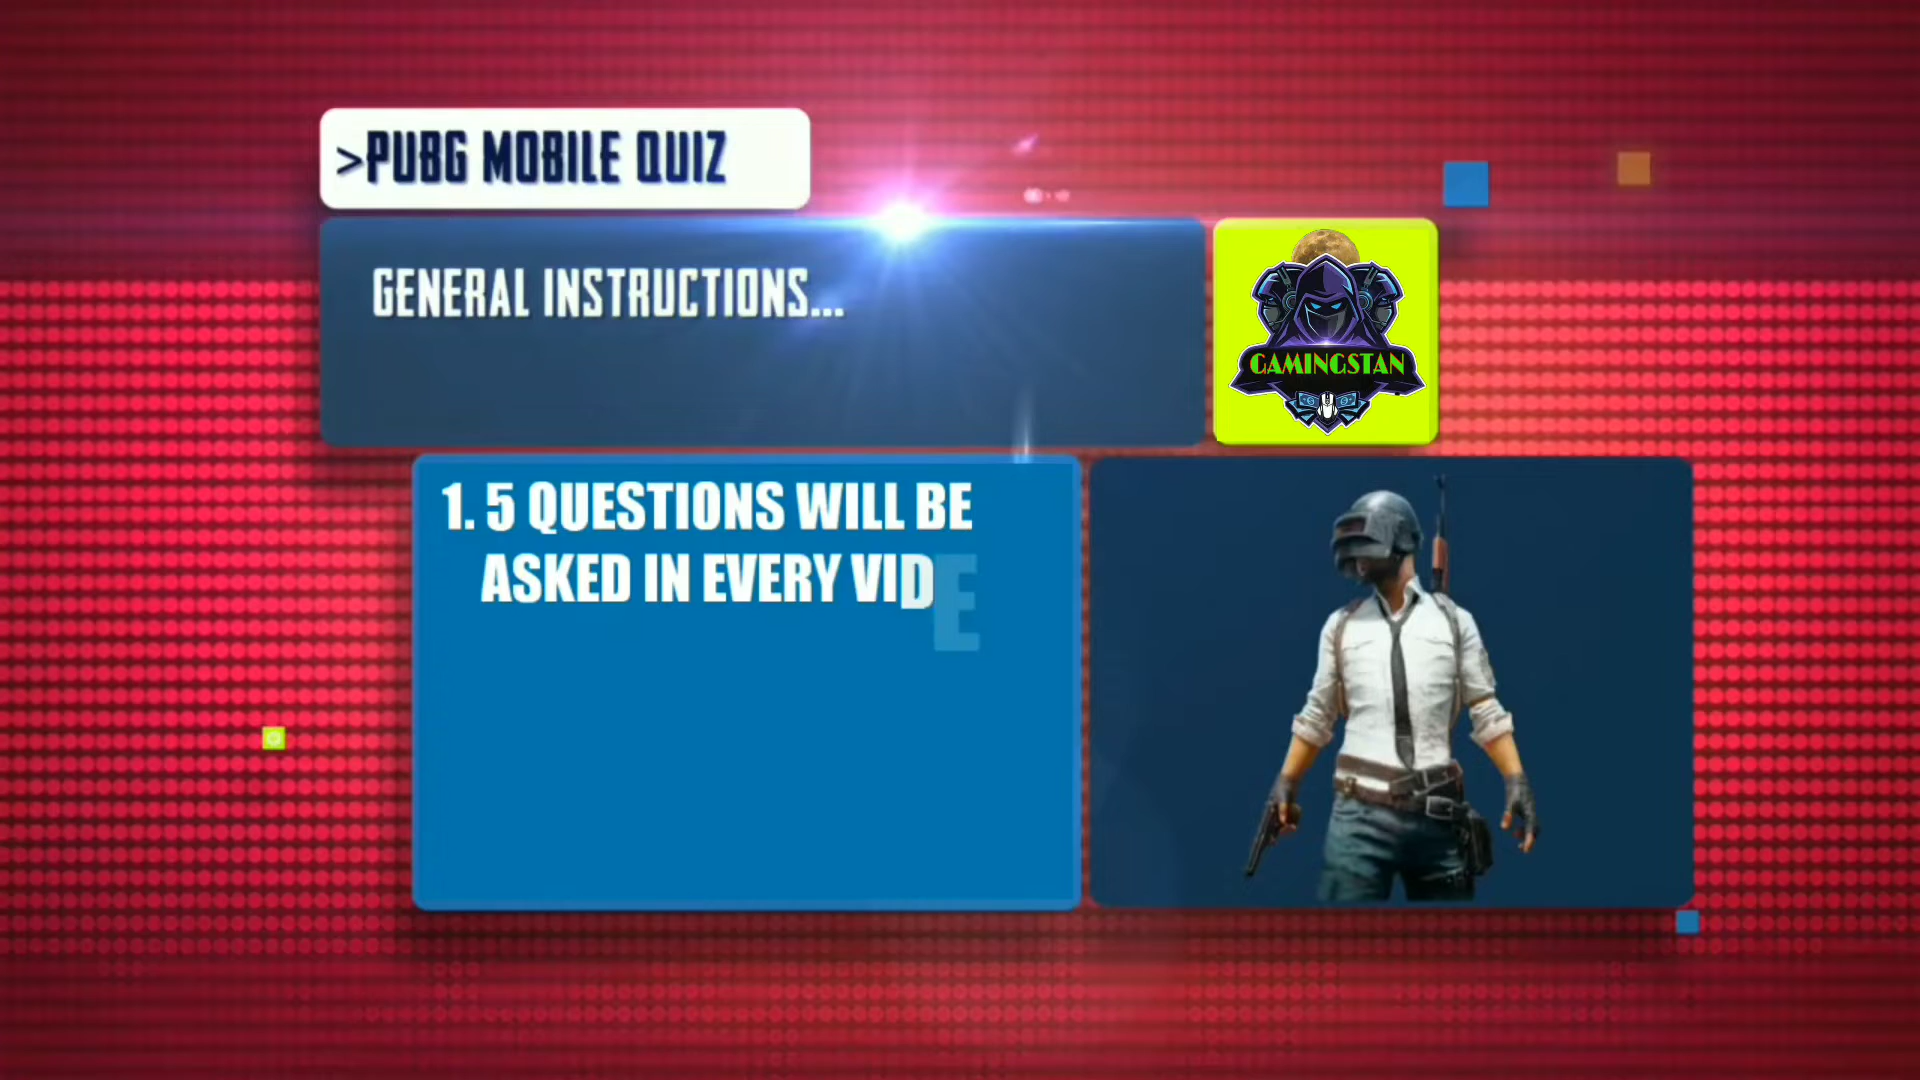 >PUBG MOBILE QUIZ
GENERAL INSTRUCTIONS...
GAMINGSTAN
1. 5 QUESTIONS WILL BE
ASKED IN EVERY VIDE